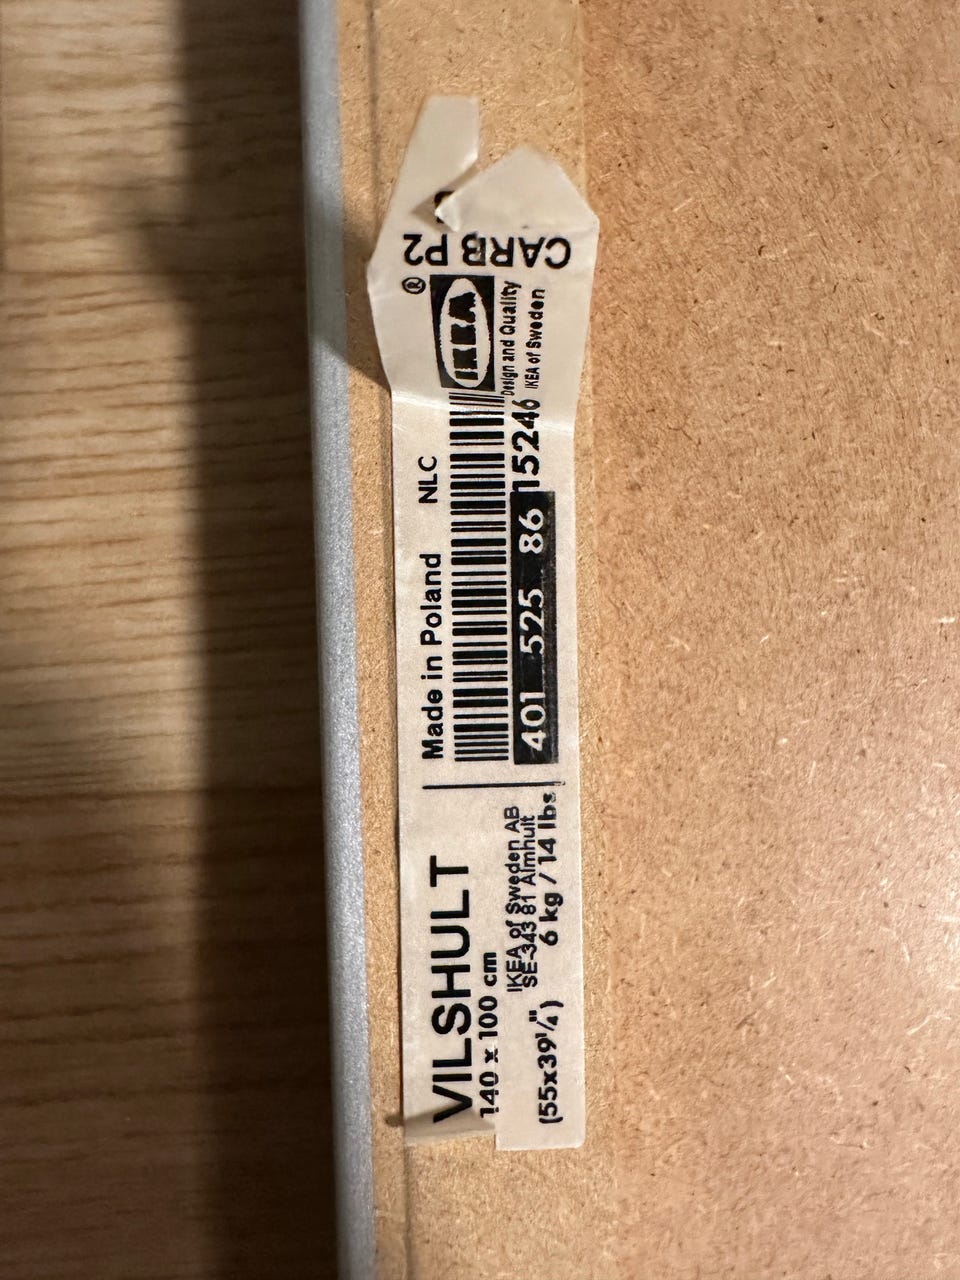 VILSHULT
140 x 100 cm
IKEA of Sweden AB
SE-343 81 Älmhult
(55x39¼") 6 kg / 14 lbs
Made in Poland NLC
401 525 86 15246
IKEA®
Design and Quality
IKEA of Sweden
CARB P2